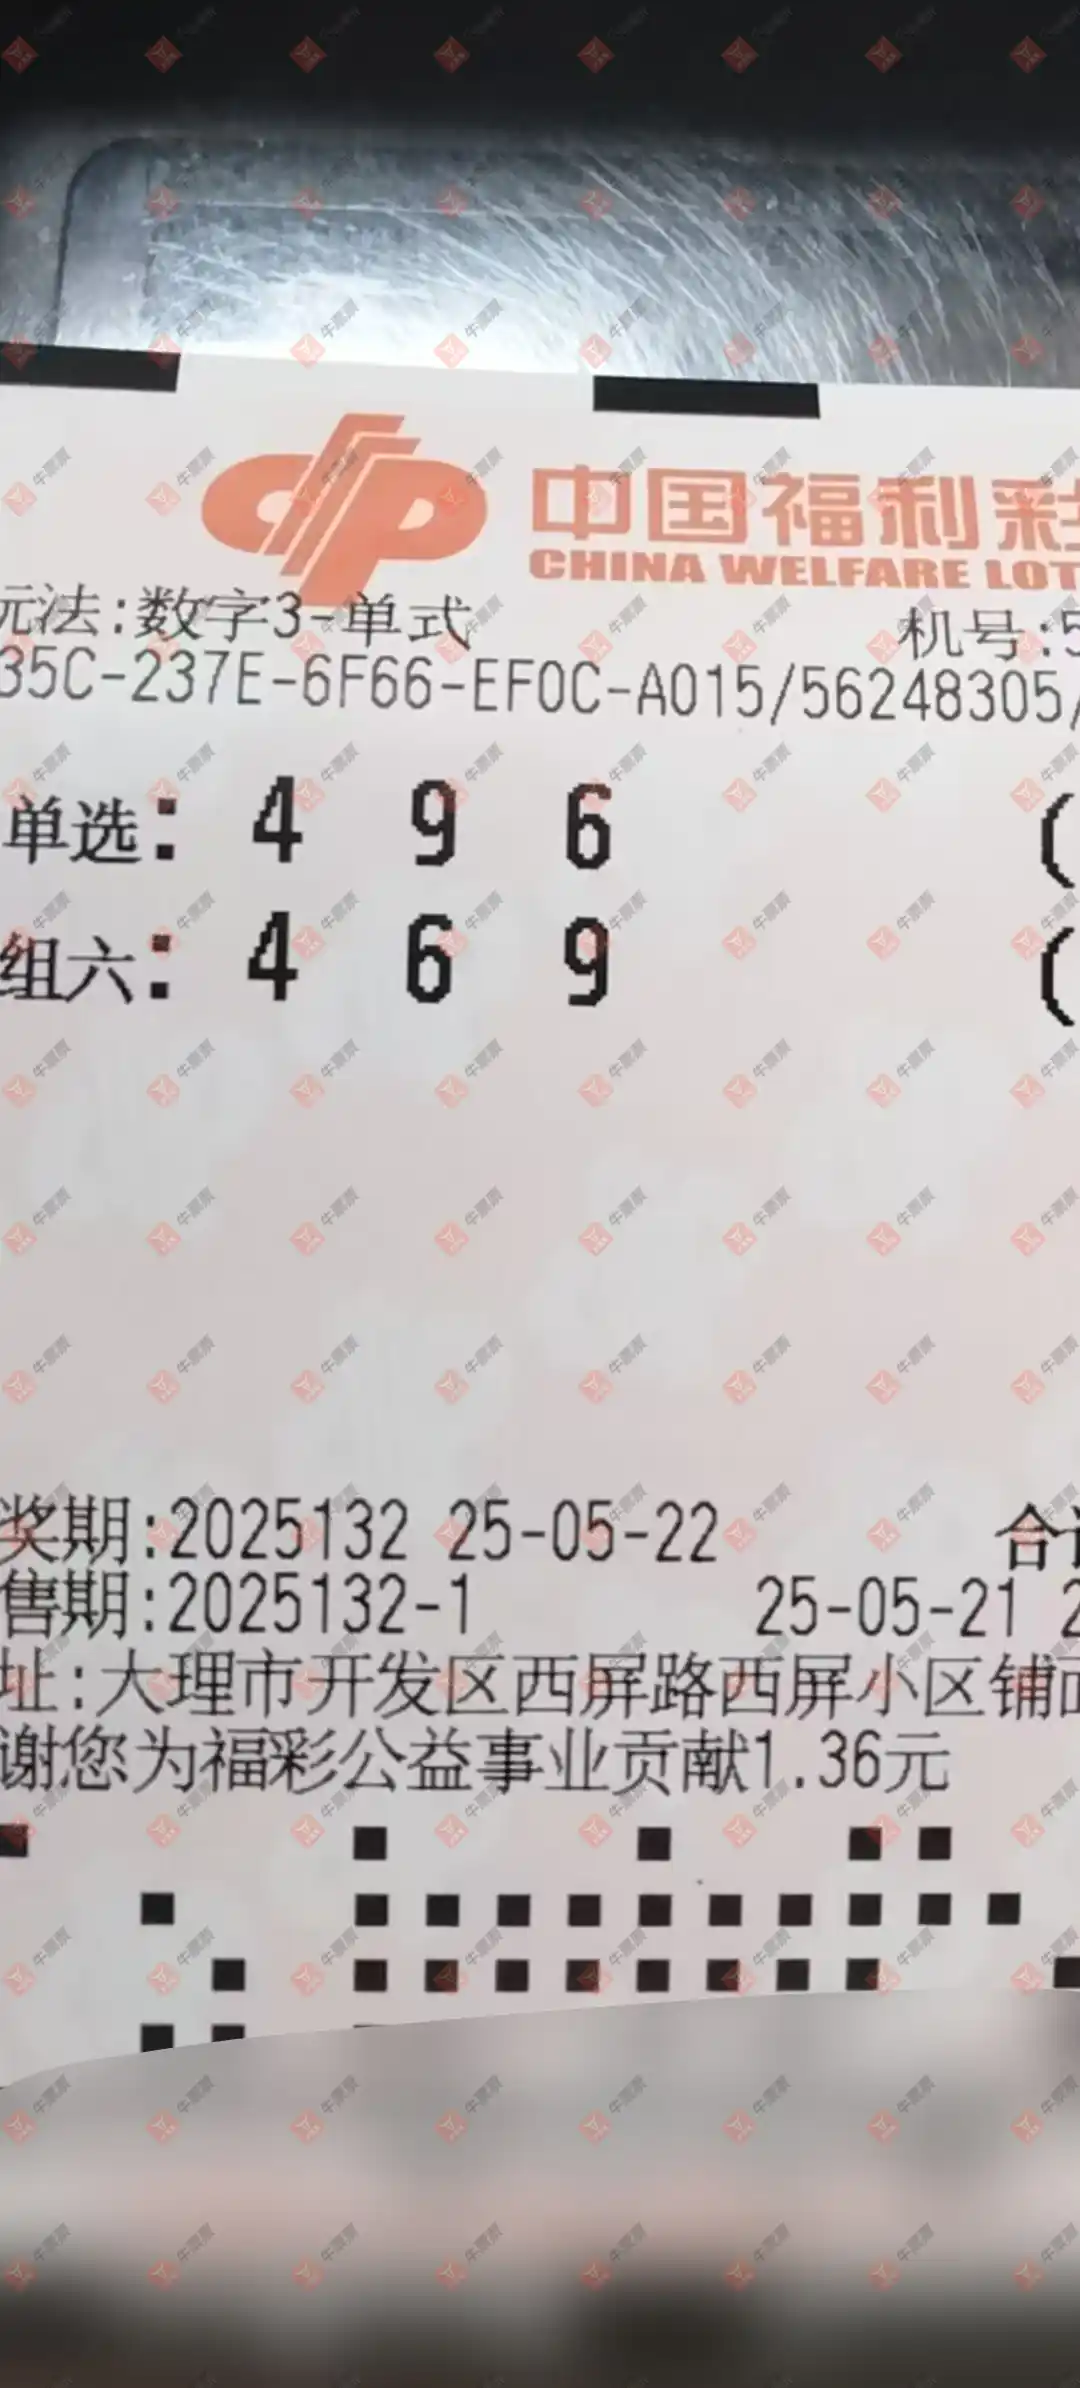 中国福利彩
CHINA WELFARE LOT
玩法:数字3-单式
机号:5
35C-237E-6F66-EF0C-A015/56248305/
单选: 4 9 6 (
组六: 4 6 9 (
奖期:2025132 25-05-22 合计
售期:2025132-1 25-05-21 2
址:大理市开发区西屏路西屏小区铺面
谢您为福彩公益事业贡献1.36元
牛票票